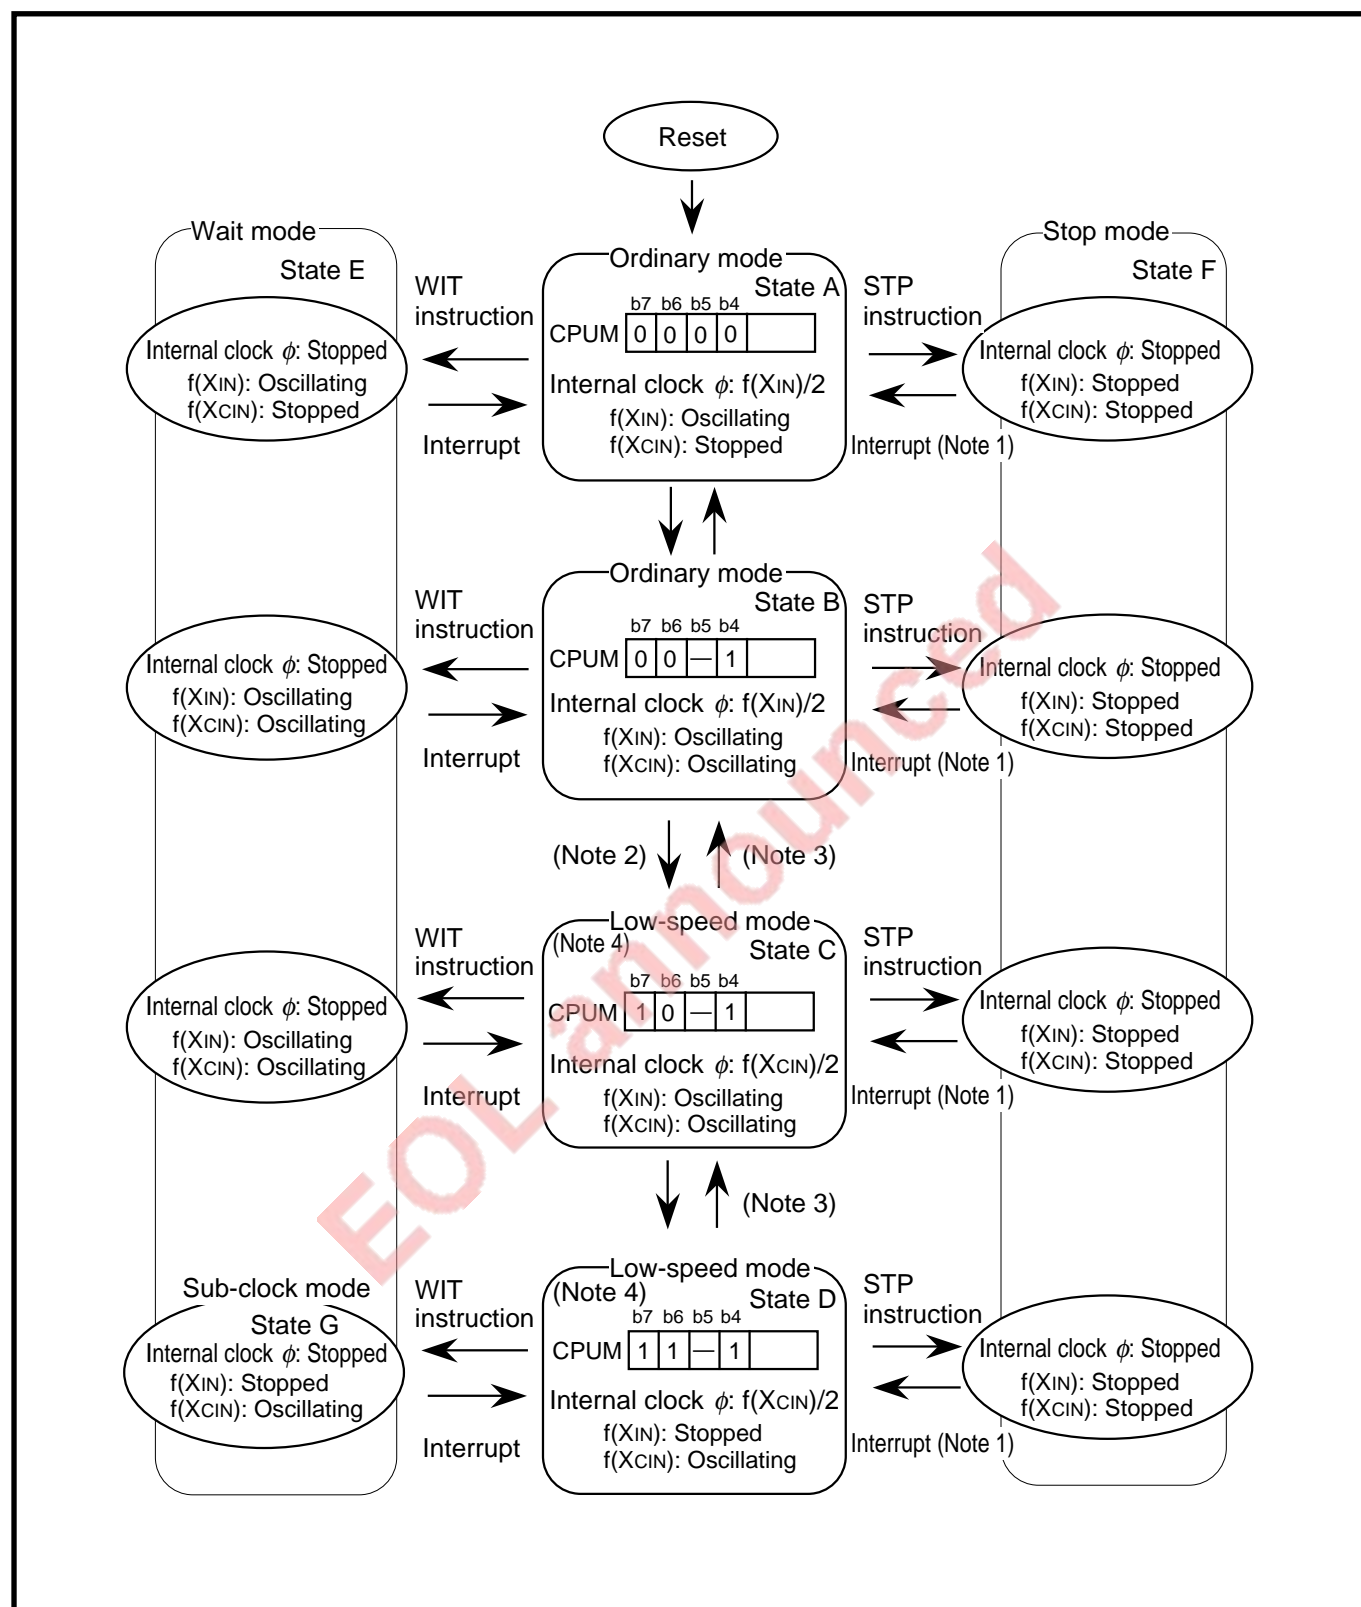 Reset
Wait mode
State E
Internal clock ϕ: Stopped
f(XIN): Oscillating
f(XCIN): Stopped
WIT
instruction
Interrupt
Ordinary mode
State A
b7 b6 b5 b4
CPUM 0 0 0 0
Internal clock ϕ: f(XIN)/2
f(XIN): Oscillating
f(XCIN): Stopped
STP
instruction
Interrupt (Note 1)
Stop mode
State F
Internal clock ϕ: Stopped
f(XIN): Stopped
f(XCIN): Stopped
Internal clock ϕ: Stopped
f(XIN): Oscillating
f(XCIN): Oscillating
WIT
instruction
Interrupt
Ordinary mode
State B
b7 b6 b5 b4
CPUM 0 0 — 1
Internal clock ϕ: f(XIN)/2
f(XIN): Oscillating
f(XCIN): Oscillating
STP
instruction
Interrupt (Note 1)
Internal clock ϕ: Stopped
f(XIN): Stopped
f(XCIN): Stopped
(Note 2)
(Note 3)
Internal clock ϕ: Stopped
f(XIN): Oscillating
f(XCIN): Oscillating
WIT
instruction
Interrupt
Low-speed mode
(Note 4)
State C
b7 b6 b5 b4
CPUM 1 0 — 1
Internal clock ϕ: f(XCIN)/2
f(XIN): Oscillating
f(XCIN): Oscillating
STP
instruction
Interrupt (Note 1)
Internal clock ϕ: Stopped
f(XIN): Stopped
f(XCIN): Stopped
(Note 3)
Sub-clock mode
State G
Internal clock ϕ: Stopped
f(XIN): Stopped
f(XCIN): Oscillating
WIT
instruction
Interrupt
Low-speed mode
(Note 4)
State D
b7 b6 b5 b4
CPUM 1 1 — 1
Internal clock ϕ: f(XCIN)/2
f(XIN): Stopped
f(XCIN): Oscillating
STP
instruction
Interrupt (Note 1)
Internal clock ϕ: Stopped
f(XIN): Stopped
f(XCIN): Stopped
EOL announced